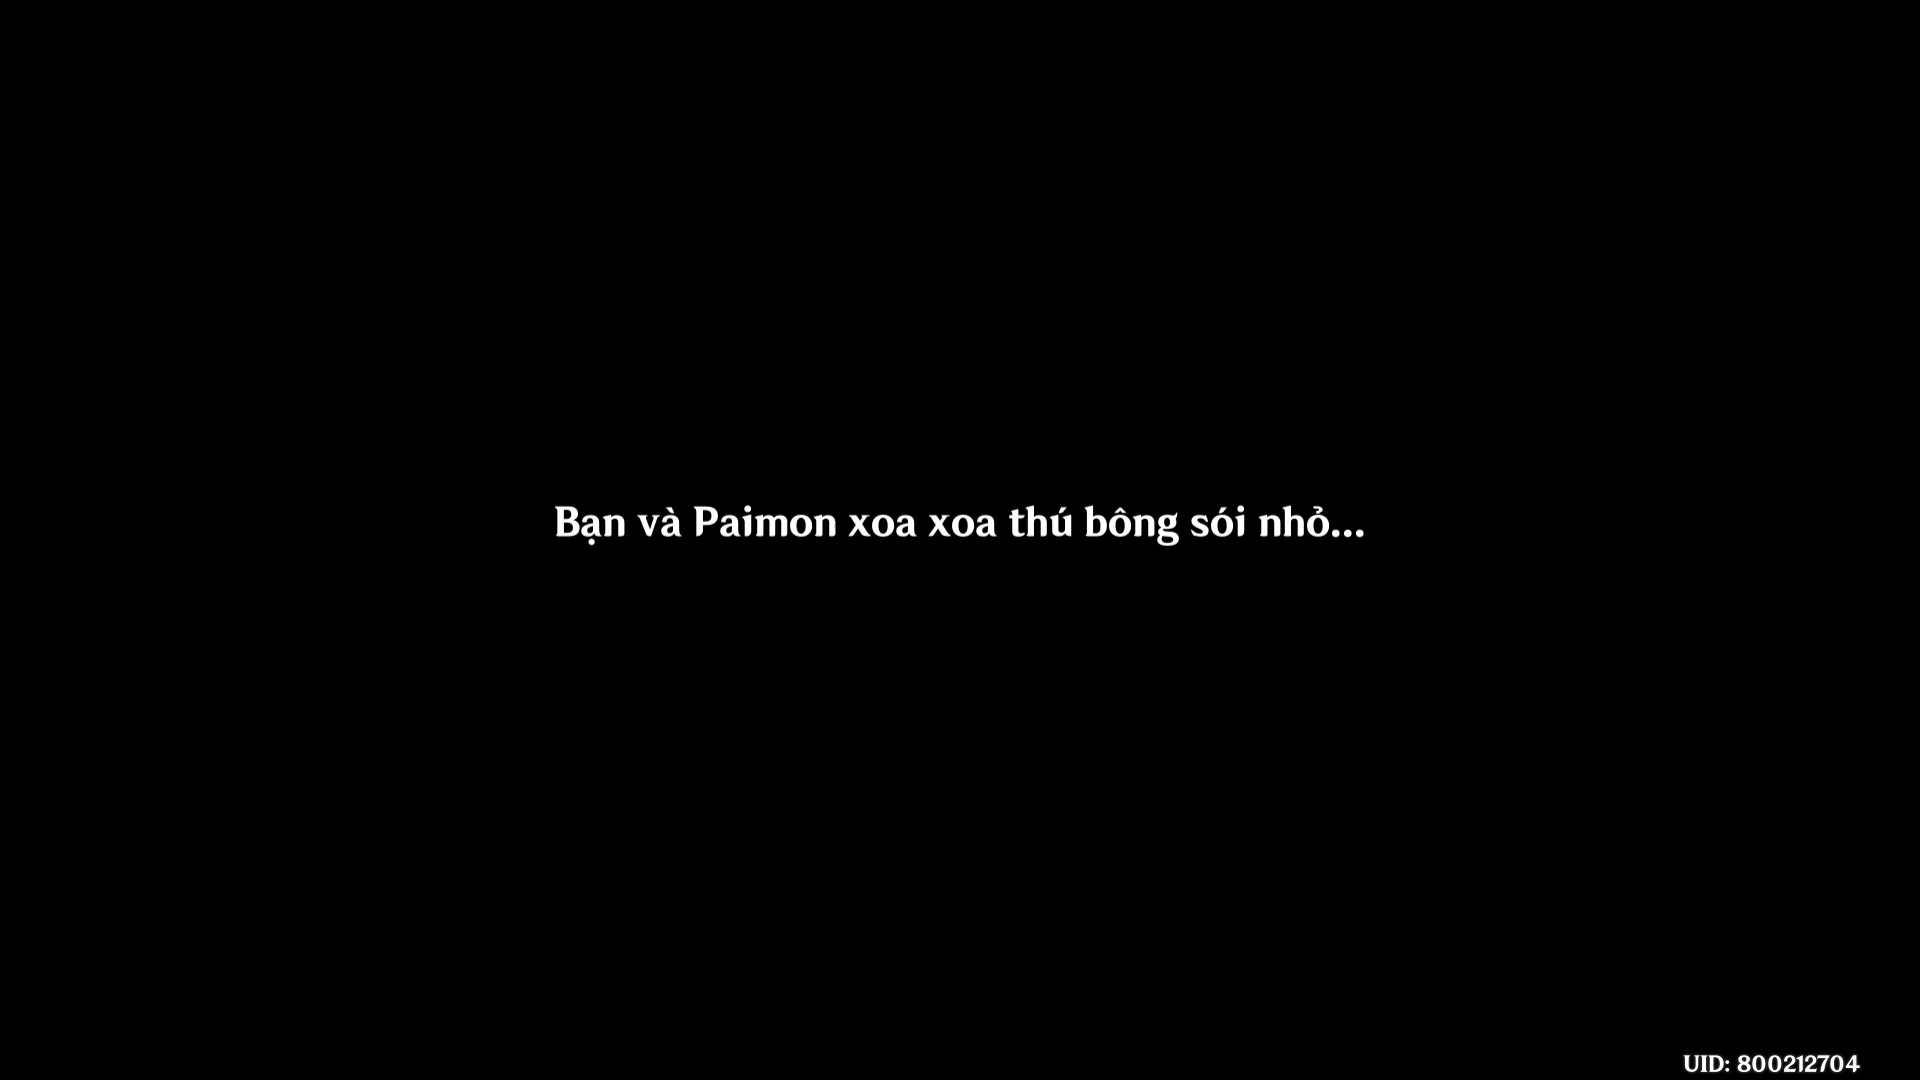 Bạn và Paimon xoa xoa thú bông sói nhỏ...
UID: 800212704